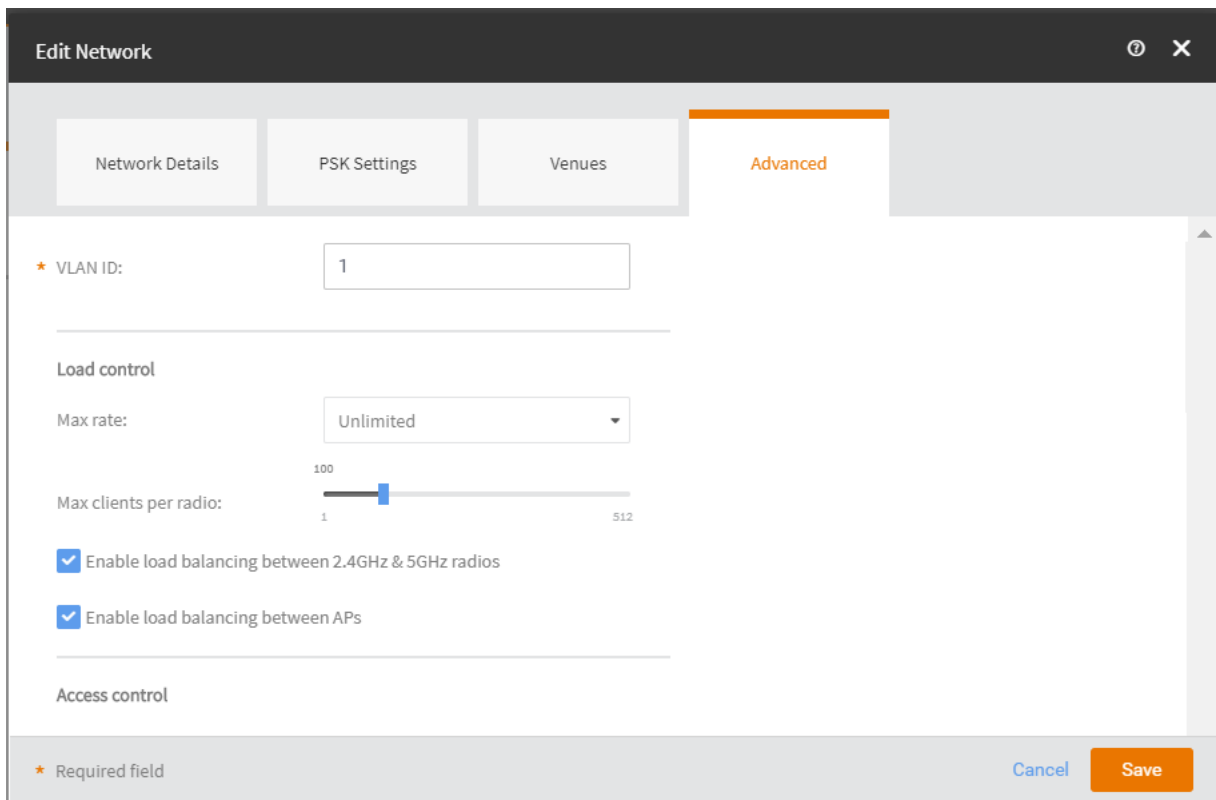 Edit Network
Network Details
PSK Settings
Venues
Advanced
* VLAN ID:
1
Load control
Max rate:
Unlimited
100
Max clients per radio:
1
512
Enable load balancing between 2.4GHz & 5GHz radios
Enable load balancing between APs
Access control
* Required field
Cancel
Save